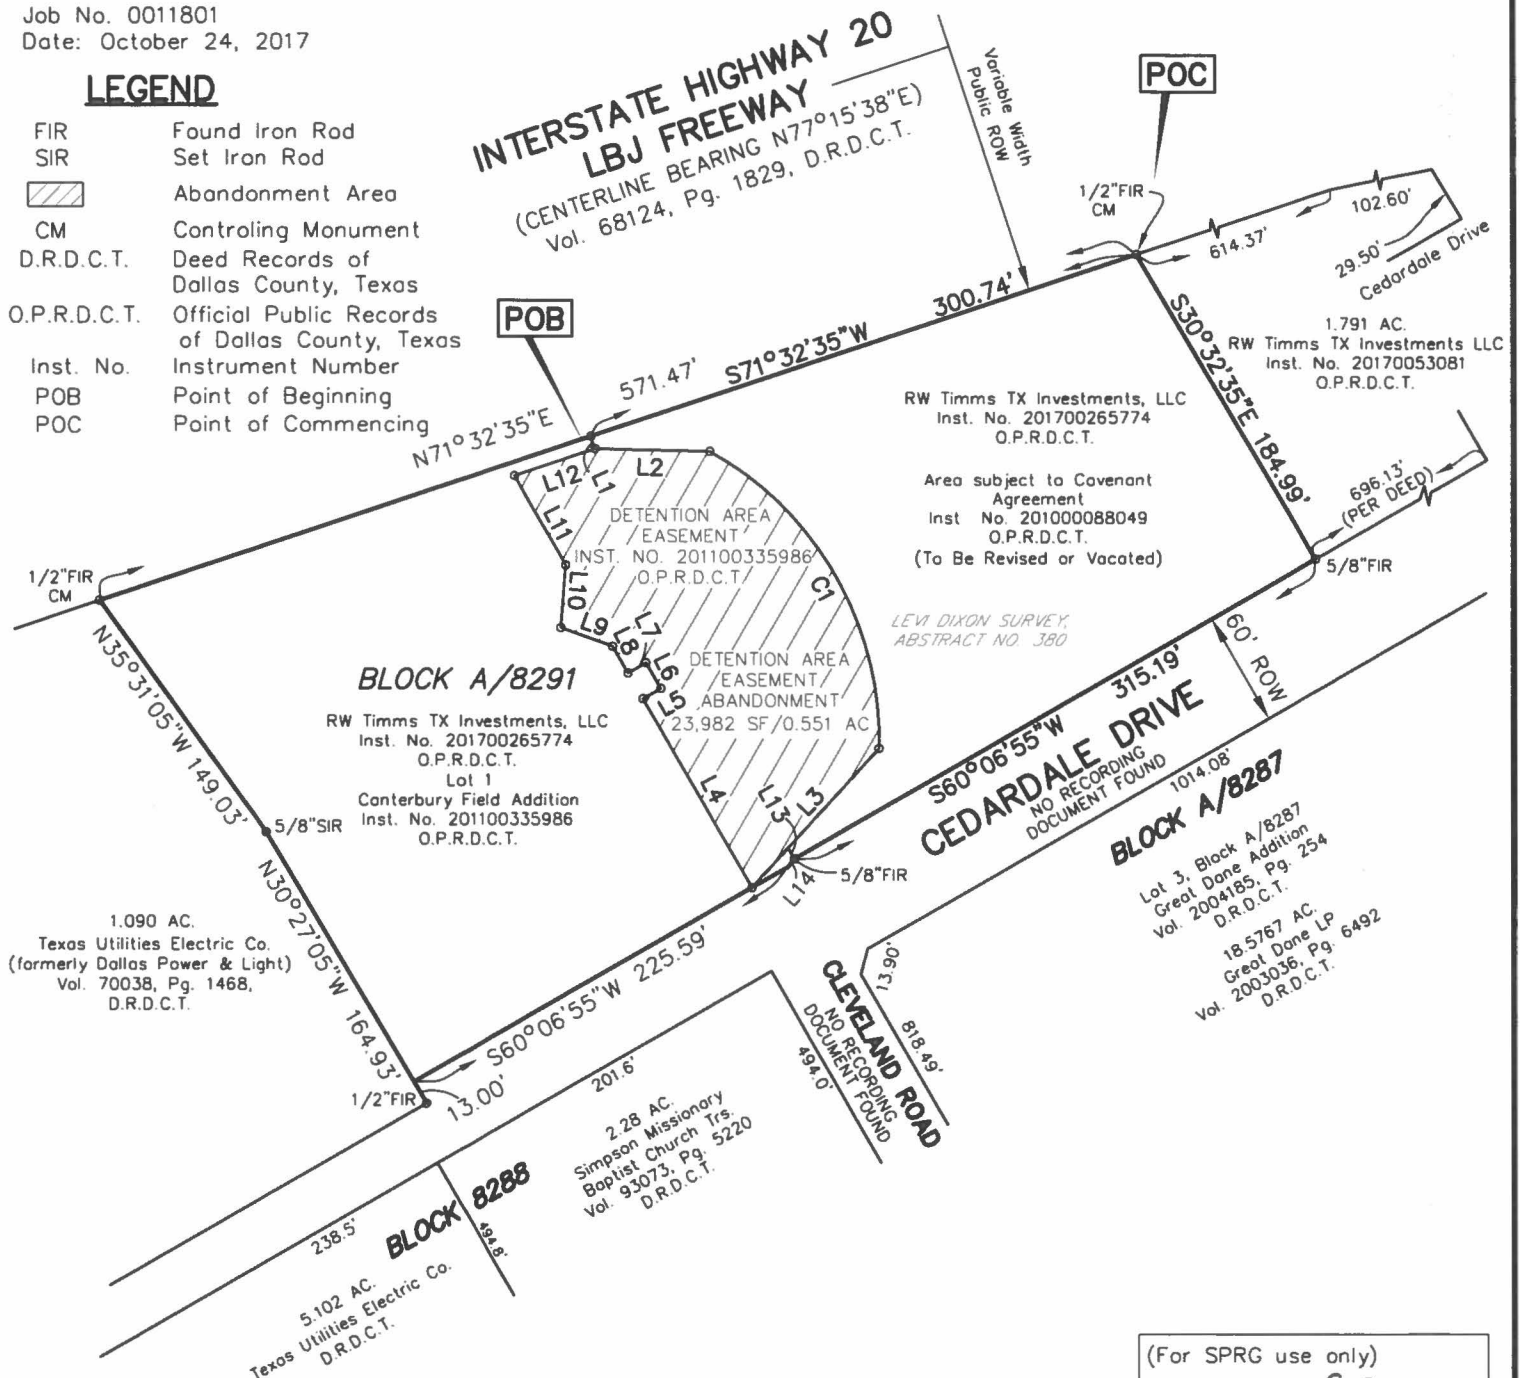 Job No. 0011801
Date: October 24, 2017
LEGEND
FIR Found Iron Rod
SIR Set Iron Rod
Abandonment Area
CM Controling Monument
D.R.D.C.T. Deed Records of
Dallas County, Texas
O.P.R.D.C.T. Official Public Records
of Dallas County, Texas
Inst. No. Instrument Number
POB Point of Beginning
POC Point of Commencing
INTERSTATE HIGHWAY 20
LBJ FREEWAY
(CENTERLINE BEARING N77°15'38"E)
Vol. 68124, Pg. 1829, D.R.D.C.T.
Variable Width
Public ROW
POC
1/2"FIR
CM
614.37'
102.60'
29.50'
Cedardale Drive
1.791 AC.
RW Timms TX Investments LLC
Inst. No. 20170053081
O.P.R.D.C.T.
POB
N71°32'35"E
571.47'
S71°32'35"W
300.74'
S30°32'35"E 184.99'
RW Timms TX Investments, LLC
Inst. No. 201700265774
O.P.R.D.C.T.
Area subject to Covenant
Agreement
Inst No. 201000088049
O.P.R.D.C.T.
(To Be Revised or Vacated)
696.13'
(PER DEED)
5/8"FIR
LEVI DIXON SURVEY,
ABSTRACT NO. 380
L12
L1
L2
L11
DETENTION AREA
EASEMENT
INST. NO. 201100335986
O.P.R.D.C.T.
C1
L10
L9
L8
L7
L6
L5
DETENTION AREA
EASEMENT
ABANDONMENT
23,982 SF/0.551 AC
L4
L13
L3
L14
5/8"FIR
1/2"FIR
CM
N35°31'05"W 149.03'
5/8"SIR
N30°27'05"W 164.93'
BLOCK A/8291
RW Timms TX Investments, LLC
Inst. No. 201700265774
O.P.R.D.C.T.
Lot 1
Canterbury Field Addition
Inst. No. 201100335986
O.P.R.D.C.T.
1.090 AC.
Texas Utilities Electric Co.
(formerly Dallas Power & Light)
Vol. 70038, Pg. 1468,
D.R.D.C.T.
1/2"FIR
13.00'
S60°06'55"W 225.59'
S60°06'55"W 315.19'
60' ROW
CEDARDALE DRIVE
NO RECORDING
DOCUMENT FOUND
1014.08'
BLOCK A/8287
Lot 3, Block A/8287
Great Dane Addition
Vol. 2004185, Pg. 254
D.R.D.C.T.
18.5767 AC.
Great Dane LP
Vol. 2003036, Pg. 6492
D.R.D.C.T.
13.90'
818.49'
CLEVELAND ROAD
NO RECORDING
DOCUMENT FOUND
494.0'
201.6'
2.28 AC.
Simpson Missionary
Baptist Church Trs.
Vol. 93073, Pg. 5220
D.R.D.C.T.
BLOCK 8288
494.8'
238.5'
5.102 AC.
Texas Utilities Electric Co.
D.R.D.C.T.
(For SPRG use only)